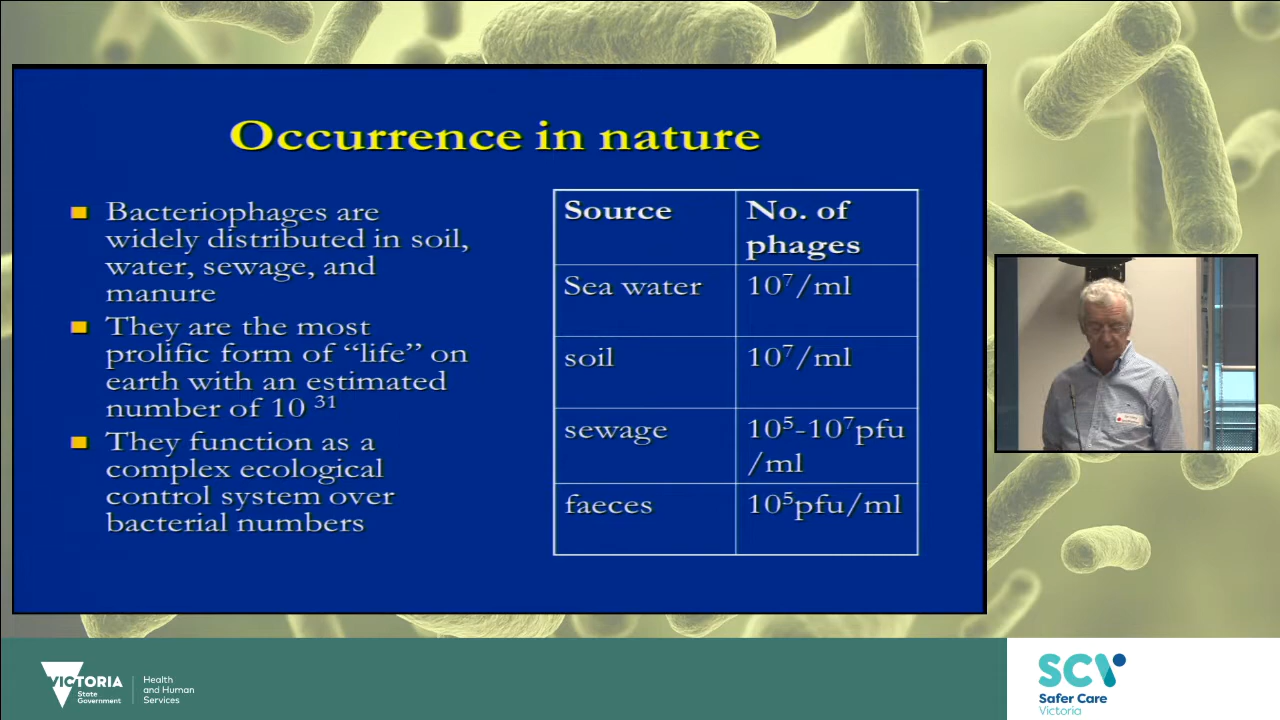 Occurrence in nature
Bacteriophages are
widely distributed in soil,
water, sewage, and
manure
They are the most
prolific form of “life” on
earth with an estimated
number of 10 ³¹
They function as a
complex ecological
control system over
bacterial numbers
Source
No. of
phages
Sea water
10⁷/ml
soil
10⁷/ml
sewage
10⁵-10⁷pfu
/ml
faeces
10⁵pfu/ml
VICTORIA
State
Government
Health
and Human
Services
SCV
Safer Care
Victoria